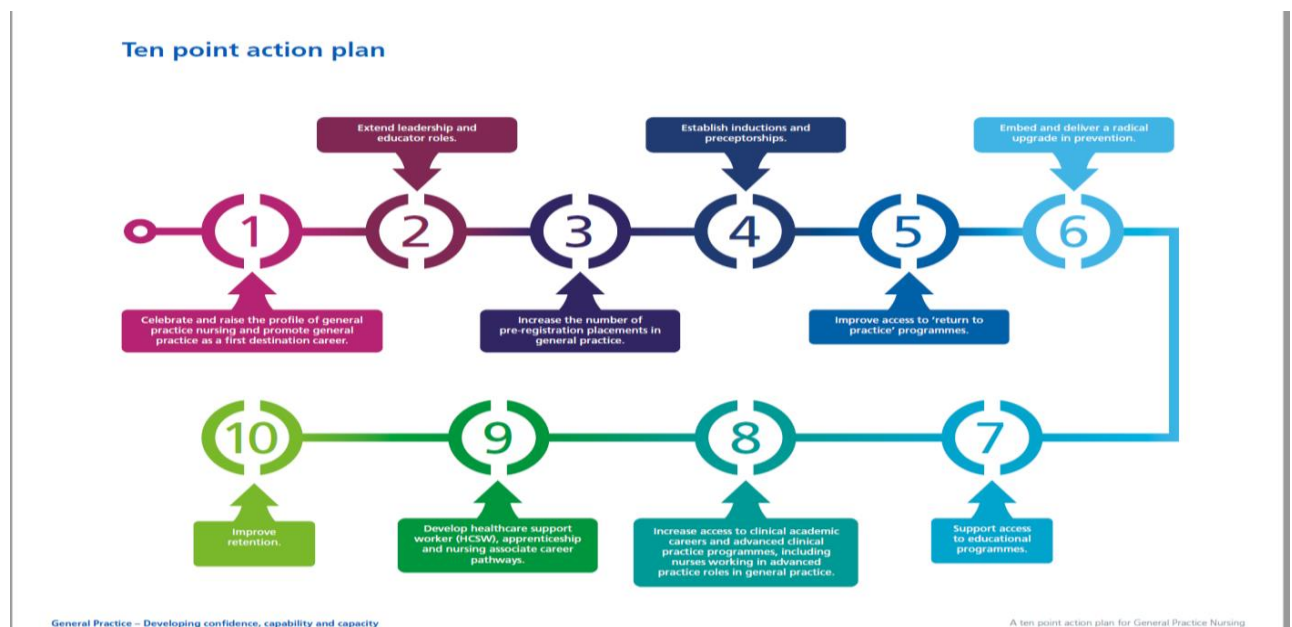 Ten point action plan
Extend leadership and
educator roles.
Establish inductions and
preceptorships.
Embed and deliver a radical
upgrade in prevention.
1
2
3
4
5
6
Celebrate and raise the profile of general
practice nursing and promote general
practice as a first destination career.
Increase the number of
pre-registration placements in
general practice.
Improve access to ‘return to
practice’ programmes.
10
9
8
7
Improve
retention.
Develop healthcare support
worker (HCSW), apprenticeship
and nursing associate career
pathways.
Increase access to clinical academic
careers and advanced clinical
practice programmes, including
nurses working in advanced
practice roles in general practice.
Support access
to educational
programmes.
General Practice – Developing confidence, capability and capacity
A ten point action plan for General Practice Nursing